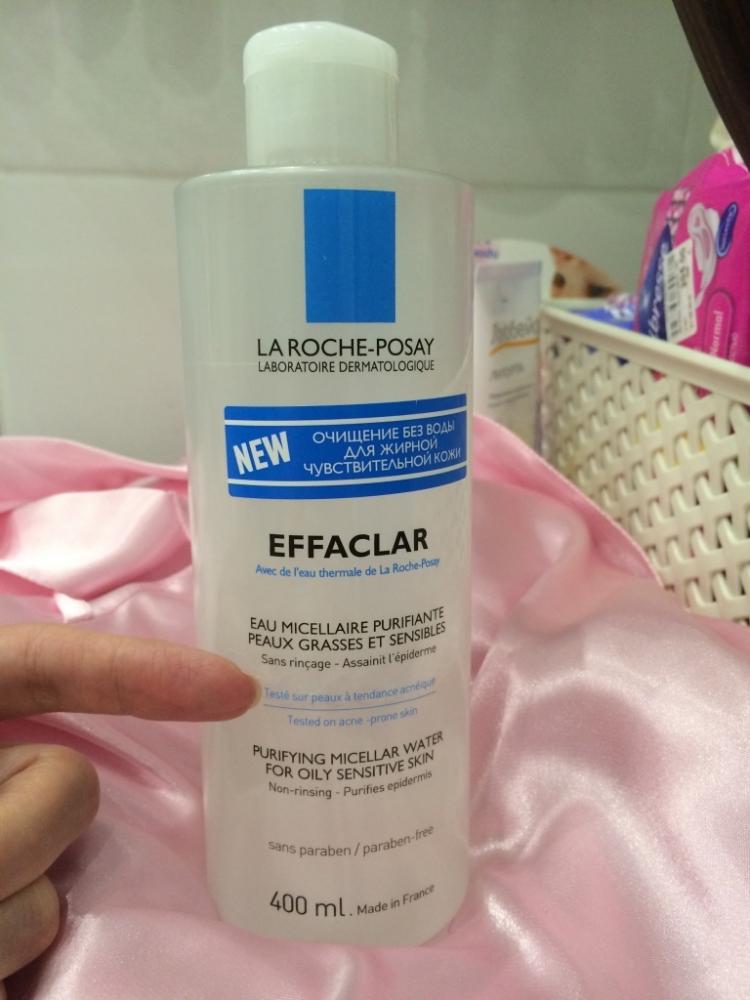 LA ROCHE-POSAY
LABORATOIRE DERMATOLOGIQUE
NEW
ОЧИЩЕНИЕ БЕЗ ВОДЫ
ДЛЯ ЖИРНОЙ
ЧУВСТВИТЕЛЬНОЙ КОЖИ
EFFACLAR
Avec de l'eau thermale de La Roche-Posay
EAU MICELLAIRE PURIFIANTE
PEAUX GRASSES ET SENSIBLES
Sans rinçage - Assainit l'épiderme
Testé sur peaux à tendance acnéique
Tested on acne -prone skin
PURIFYING MICELLAR WATER
FOR OILY SENSITIVE SKIN
Non-rinsing - Purifies epidermis
sans paraben / paraben-free
400 ml. Made in France